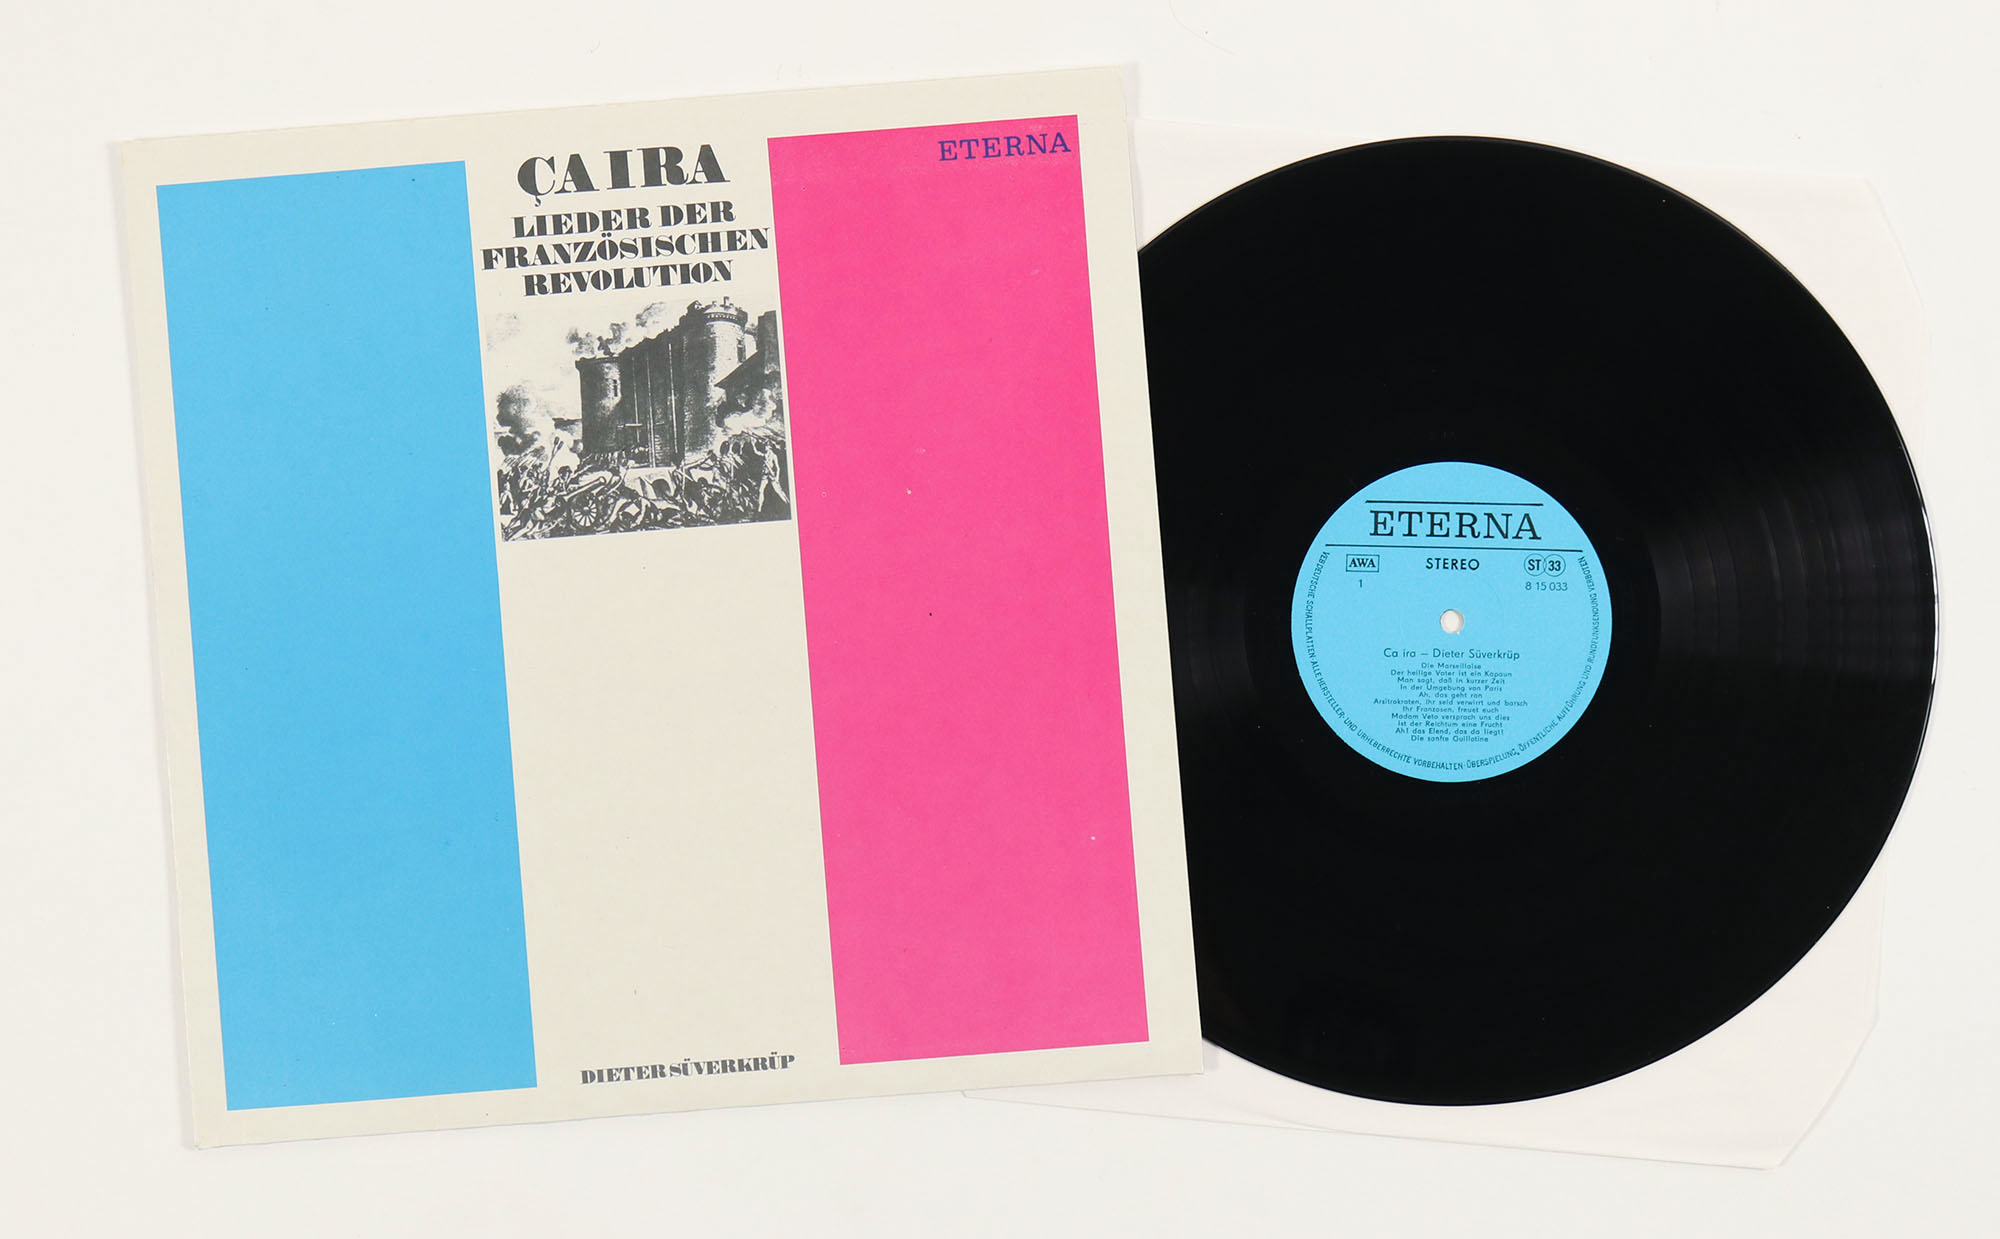 ÇA IRA
LIEDER DER
FRANZÖSISCHEN
REVOLUTION
ETERNA
DIETER SÜVERKRÜP
ETERNA
AWA
STEREO
ST 33
1
8 15 033
Ca ira – Dieter Süverkrüp
Die Marseillaise
Der heilige Vater ist ein Kapaun
Man sagt, daß in kurzer Zeit
In der Umgebung von Paris
Ah, das geht ran
Arsitrokraten, Ihr seid verwirrt und barsch
Ihr Franzosen, freuet euch
Madam Veto versprach uns dies
Ist der Reichtum eine Frucht
Ah! das Elend, das da liegt!
Die sanfte Guillotine
VEB DEUTSCHE SCHALLPLATTEN · ALLE HERSTELLER- UND URHEBERRECHTE VORBEHALTEN · ÜBERSPIELUNG, ÖFFENTLICHE AUFFÜHRUNG UND RUNDFUNKSENDUNG VERBOTEN